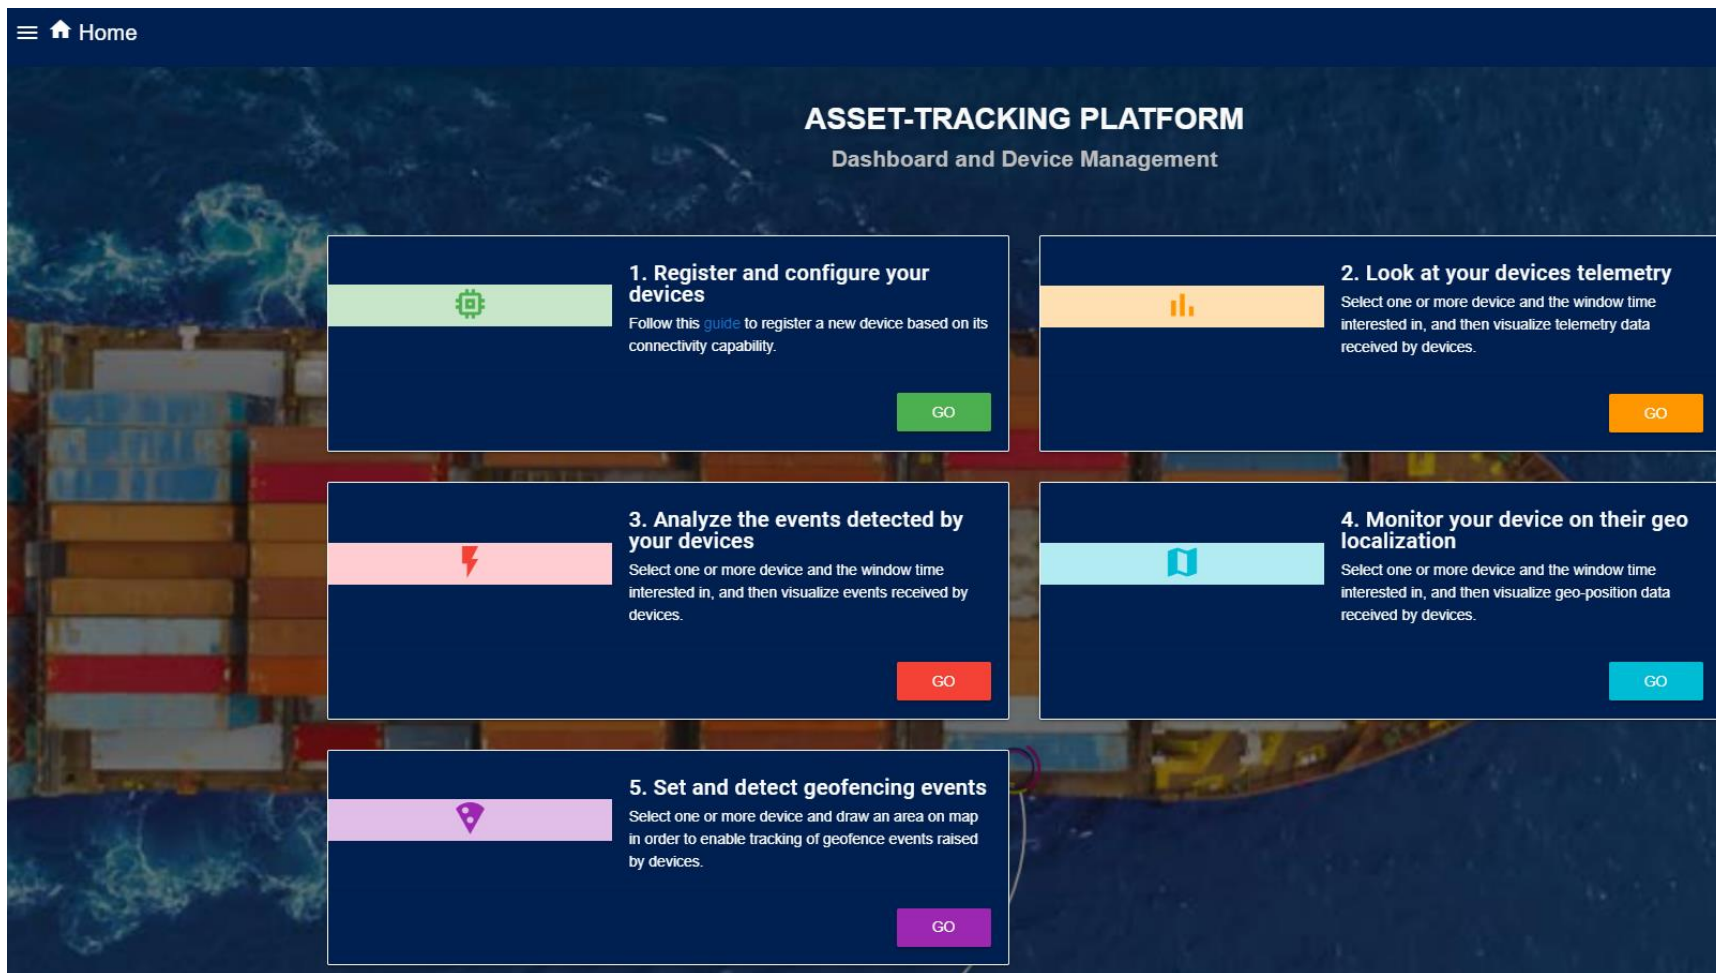 Home
ASSET-TRACKING PLATFORM
Dashboard and Device Management
1. Register and configure your
devices
Follow this guide to register a new device based on its
connectivity capability.
GO
2. Look at your devices telemetry
Select one or more device and the window time
interested in, and then visualize telemetry data
received by devices.
GO
3. Analyze the events detected by
your devices
Select one or more device and the window time
interested in, and then visualize events received by
devices.
GO
4. Monitor your device on their geo
localization
Select one or more device and the window time
interested in, and then visualize geo-position data
received by devices.
GO
5. Set and detect geofencing events
Select one or more device and draw an area on map
in order to enable tracking of geofence events raised
by devices.
GO